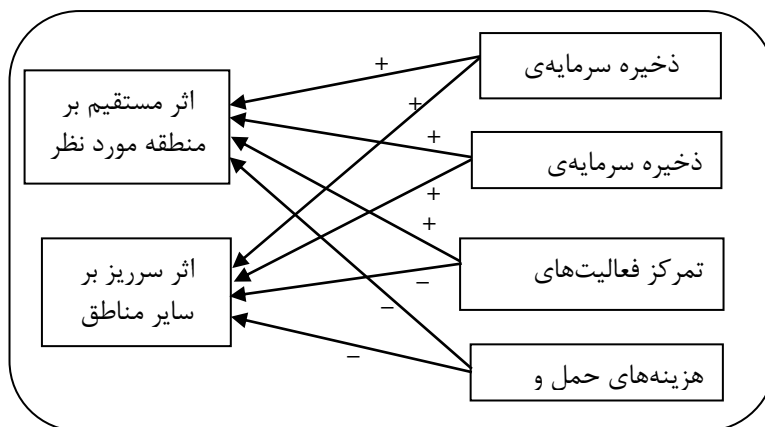 ذخیره سرمایه‌ی
ذخیره سرمایه‌ی
تمرکز فعالیت‌های
هزینه‌های حمل و
اثر مستقیم بر
منطقه مورد نظر
اثر سرریز بر
سایر مناطق
+
+
+
+
+
–
–
–